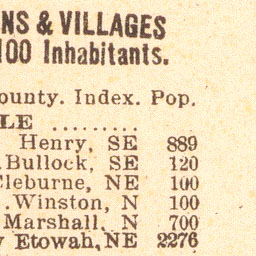 NS & VILLAGES
100 Inhabitants.
ounty. Index. Pop.
LE .........
Henry, SE 889
.Bullock, SE 120
Cleburne, NE 100
.Winston, N 100
Marshall, N 700
y Etowah, NE 2276